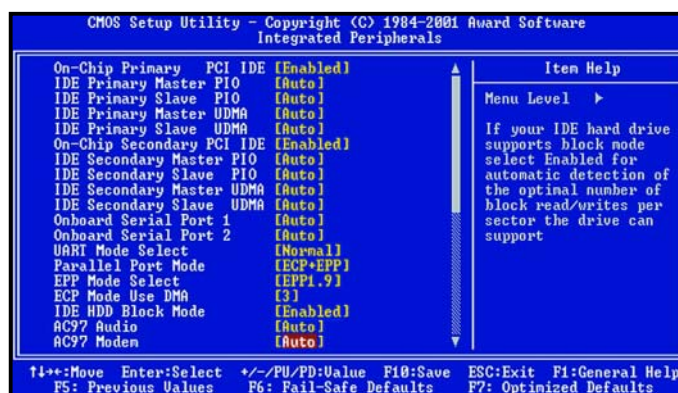 CMOS Setup Utility - Copyright (C) 1984-2001 Award Software
Integrated Peripherals
On-Chip Primary PCI IDE [Enabled]
IDE Primary Master PIO [Auto]
IDE Primary Slave PIO [Auto]
IDE Primary Master UDMA [Auto]
IDE Primary Slave UDMA [Auto]
On-Chip Secondary PCI IDE [Enabled]
IDE Secondary Master PIO [Auto]
IDE Secondary Slave PIO [Auto]
IDE Secondary Master UDMA [Auto]
IDE Secondary Slave UDMA [Auto]
Onboard Serial Port 1 [Auto]
Onboard Serial Port 2 [Auto]
UART Mode Select [Normal]
Parallel Port Mode [ECP+EPP]
EPP Mode Select [EPP1.9]
ECP Mode Use DMA [3]
IDE HDD Block Mode [Enabled]
AC97 Audio [Auto]
AC97 Modem [Auto]
Item Help
Menu Level ►
If your IDE hard drive
supports block mode
select Enabled for
automatic detection of
the optimal number of
block read/writes per
sector the drive can
support
↑↓→←:Move Enter:Select +/-/PU/PD:Value F10:Save ESC:Exit F1:General Help
F5: Previous Values F6: Fail-Safe Defaults F7: Optimized Defaults